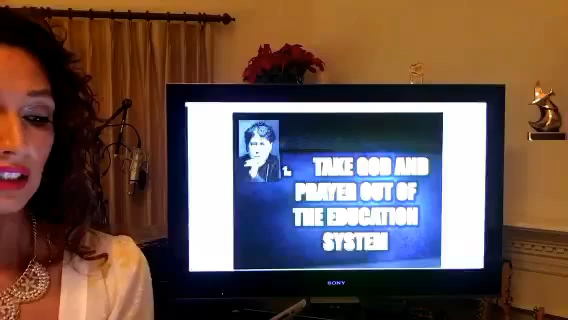 1. TAKE GOD AND
PRAYER OUT OF
THE EDUCATION
SYSTEM
SONY